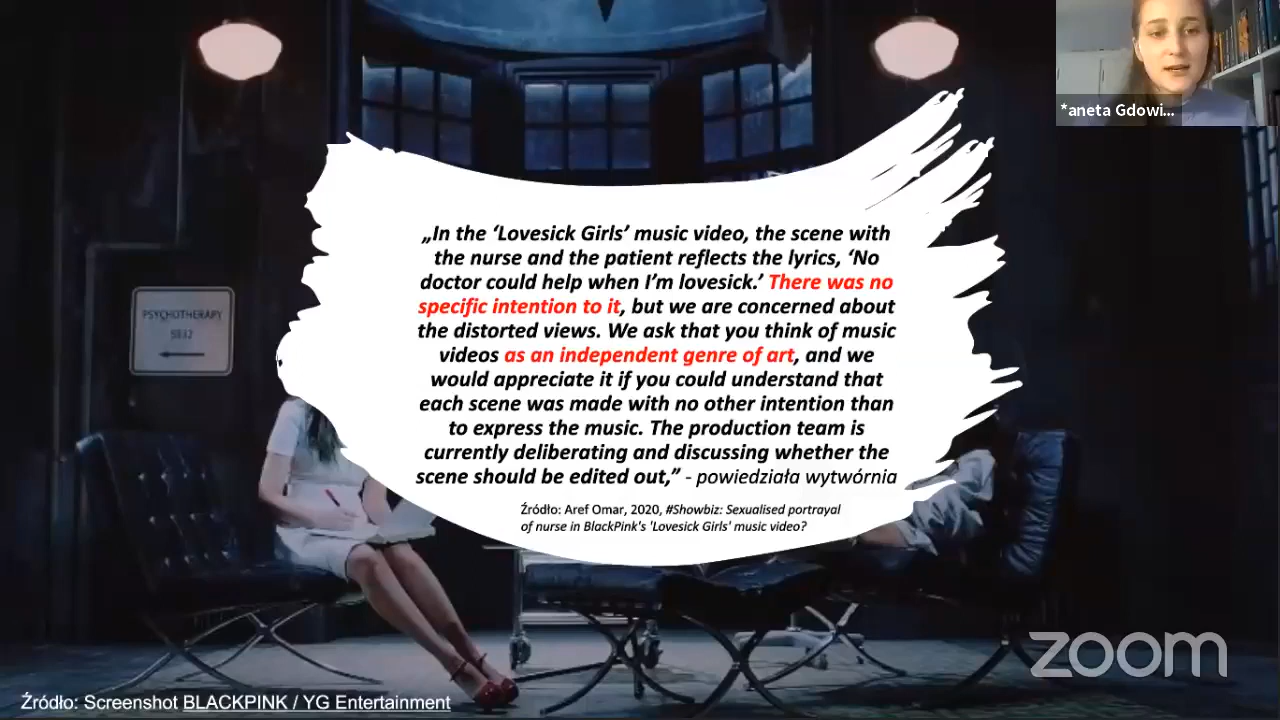 *aneta Gdowi...
PSYCHOTHERAPY
„In the ‘Lovesick Girls’ music video, the scene with
the nurse and the patient reflects the lyrics, ‘No
doctor could help when I’m lovesick.’ There was no
specific intention to it, but we are concerned about
the distorted views. We ask that you think of music
videos as an independent genre of art, and we
would appreciate it if you could understand that
each scene was made with no other intention than
to express the music. The production team is
currently deliberating and discussing whether the
scene should be edited out,” - powiedziała wytwórnia
Źródło: Aref Omar, 2020, #Showbiz: Sexualised portrayal
of nurse in BlackPink's 'Lovesick Girls' music video?
zoom
Źródło: Screenshot BLACKPINK / YG Entertainment